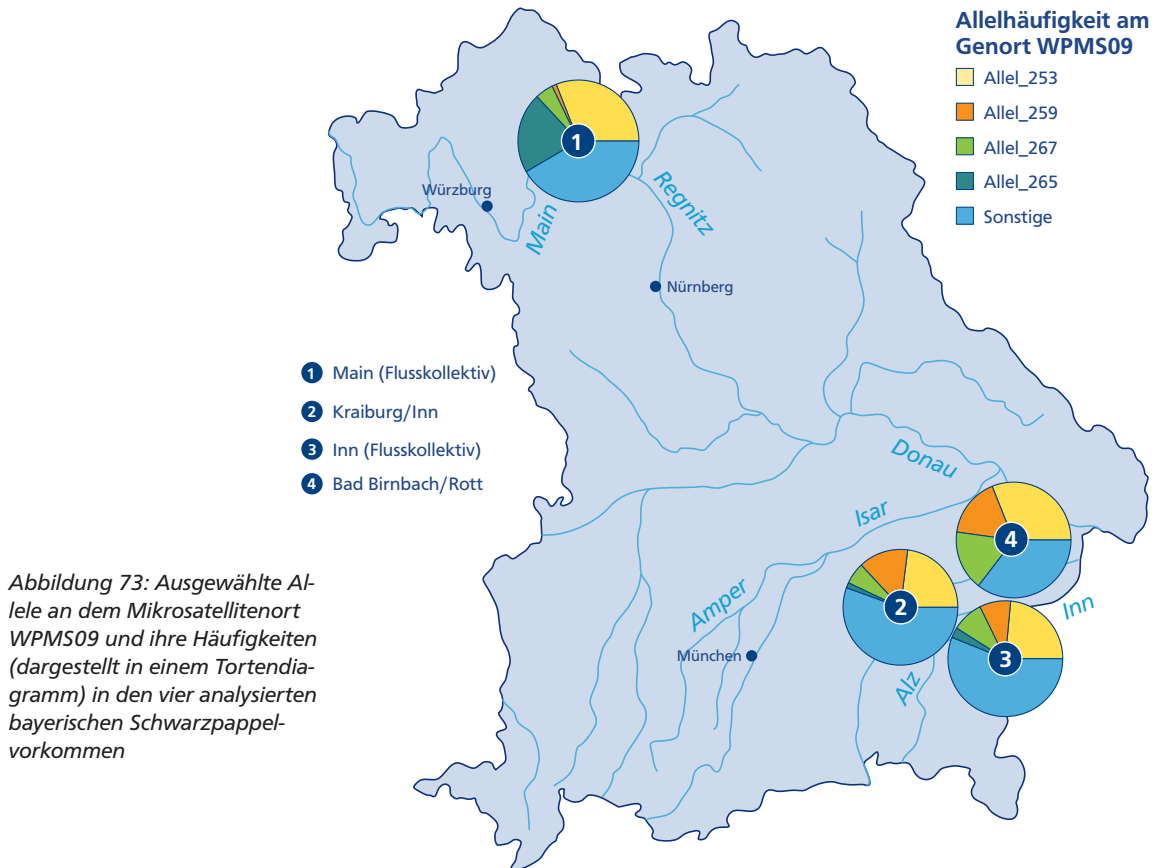 Allelhäufigkeit am
Genort WPMS09
Allel_253
Allel_259
Allel_267
Allel_265
Sonstige
1
Würzburg
Main
Regnitz
Nürnberg
1 Main (Flusskollektiv)
2 Kraiburg/Inn
3 Inn (Flusskollektiv)
4 Bad Birnbach/Rott
Donau
Isar
4
Amper
2
Inn
München
3
Alz
Abbildung 73: Ausgewählte Al-
lele an dem Mikrosatellitenort
WPMS09 und ihre Häufigkeiten
(dargestellt in einem Tortendia-
gramm) in den vier analysierten
bayerischen Schwarzpappel-
vorkommen